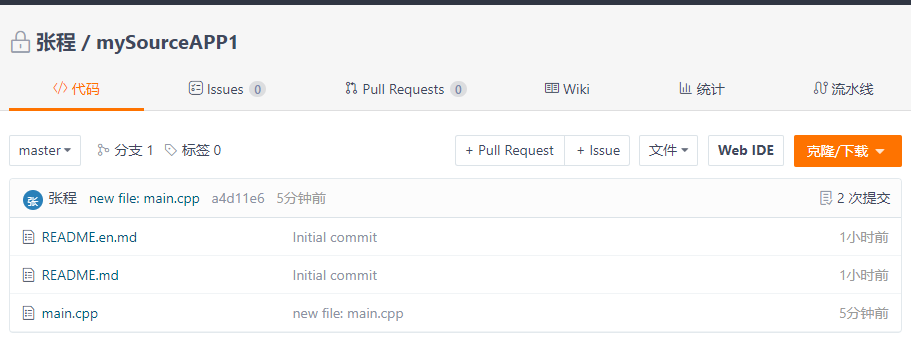 张程 / mySourceAPP1
代码 Issues 0 Pull Requests 0 Wiki 统计 流水线
master 分支 1 标签 0 + Pull Request + Issue 文件 Web IDE 克隆/下载
张 张程 new file: main.cpp a4d11e6 5分钟前 2 次提交
README.en.md Initial commit 1小时前
README.md Initial commit 1小时前
main.cpp new file: main.cpp 5分钟前